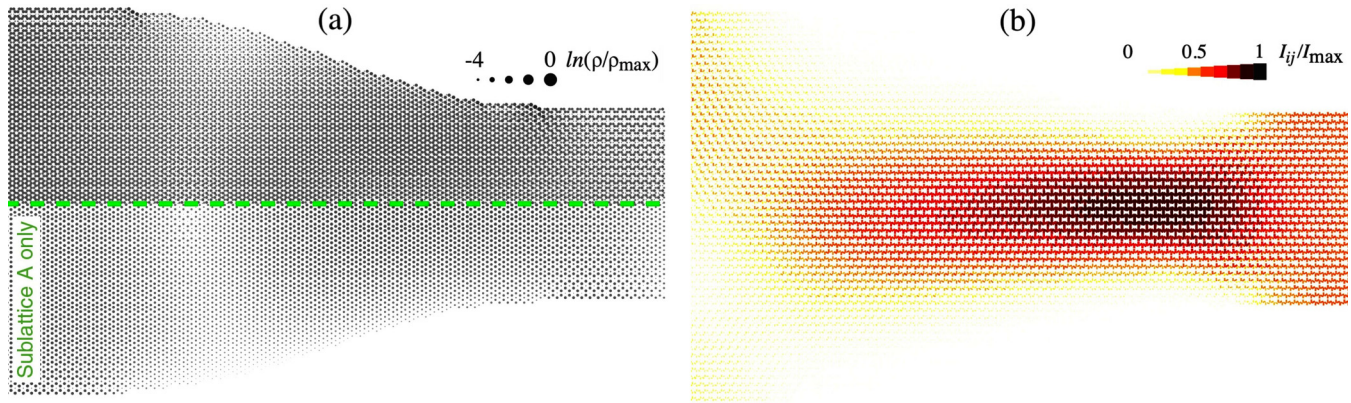 (a)
-4 0 ln(ρ/ρmax)
Sublattice A only
(b)
0 0.5 1 Iij/Imax